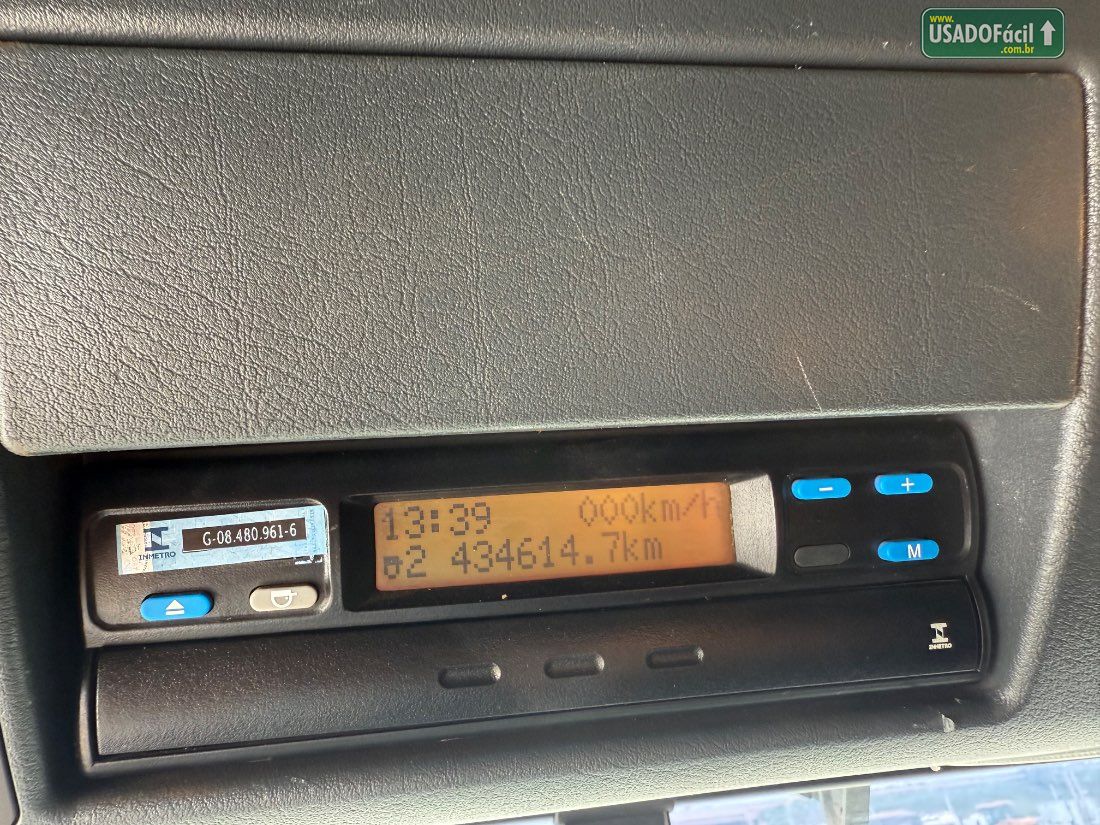 www.
USADOFácil
.com.br
INMETRO
G-08.480.961-6
13:39 000km/h
2 434614.7km
M
INMETRO